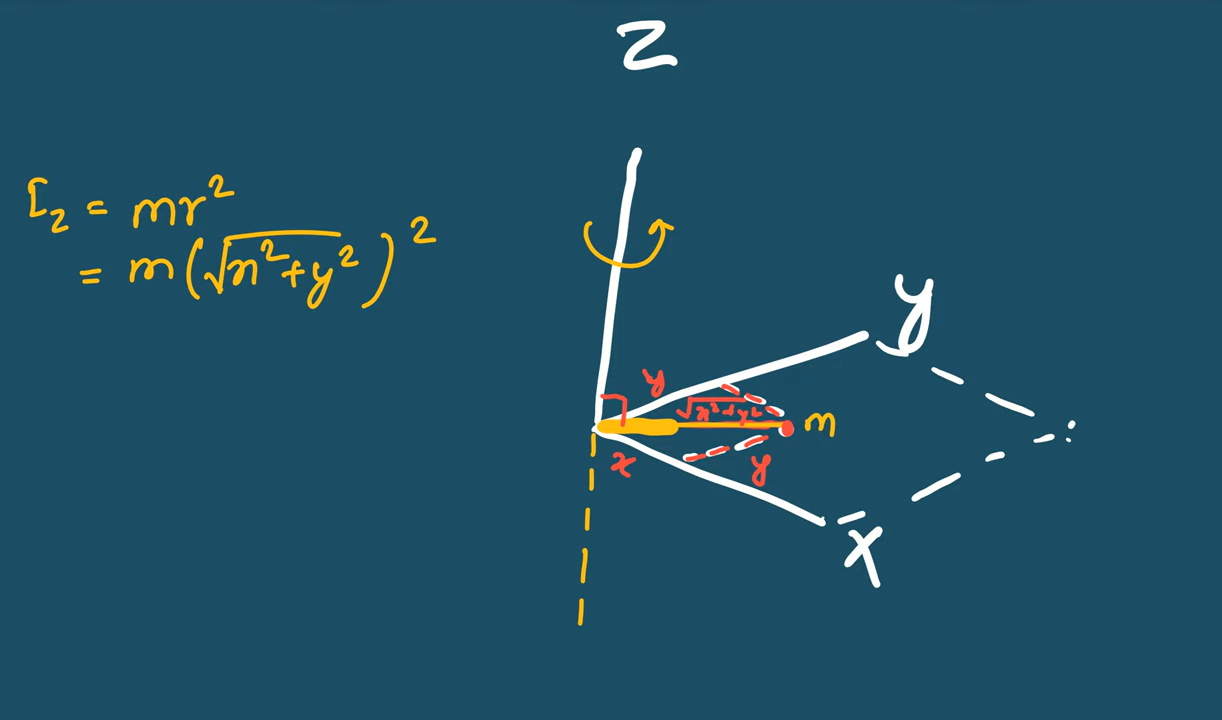 Z
I_z = mr²
= m(√x²+y²)²
y
y
√x²+y²
m
x
y
x